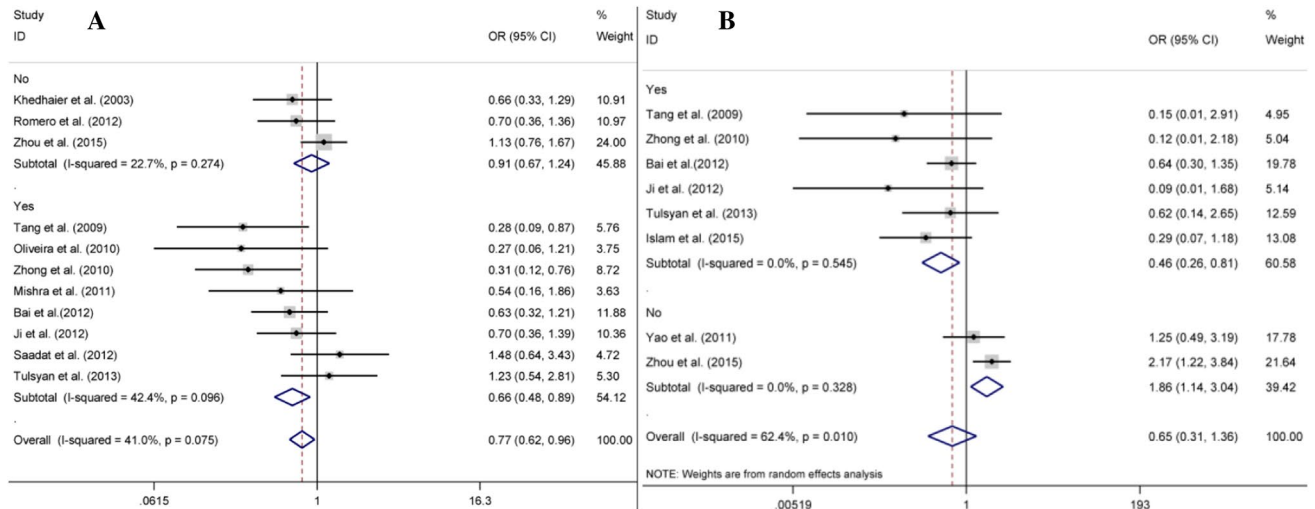 A
Study %
ID OR (95% CI) Weight
No
Khedhaier et al. (2003) 0.66 (0.33, 1.29) 10.91
Romero et al. (2012) 0.70 (0.36, 1.36) 10.97
Zhou et al. (2015) 1.13 (0.76, 1.67) 24.00
Subtotal (I-squared = 22.7%, p = 0.274) 0.91 (0.67, 1.24) 45.88
.
Yes
Tang et al. (2009) 0.28 (0.09, 0.87) 5.76
Oliveira et al. (2010) 0.27 (0.06, 1.21) 3.75
Zhong et al. (2010) 0.31 (0.12, 0.76) 8.72
Mishra et al. (2011) 0.54 (0.16, 1.86) 3.63
Bai et al.(2012) 0.63 (0.32, 1.21) 11.88
Ji et al. (2012) 0.70 (0.36, 1.39) 10.36
Saadat et al. (2012) 1.48 (0.64, 3.43) 4.72
Tulsyan et al. (2013) 1.23 (0.54, 2.81) 5.30
Subtotal (I-squared = 42.4%, p = 0.096) 0.66 (0.48, 0.89) 54.12
.
Overall (I-squared = 41.0%, p = 0.075) 0.77 (0.62, 0.96) 100.00
.0615 1 16.3
B
Study %
ID OR (95% CI) Weight
Yes
Tang et al. (2009) 0.15 (0.01, 2.91) 4.95
Zhong et al. (2010) 0.12 (0.01, 2.18) 5.04
Bai et al.(2012) 0.64 (0.30, 1.35) 19.78
Ji et al. (2012) 0.09 (0.01, 1.68) 5.14
Tulsyan et al. (2013) 0.62 (0.14, 2.65) 12.59
Islam et al. (2015) 0.29 (0.07, 1.18) 13.08
Subtotal (I-squared = 0.0%, p = 0.545) 0.46 (0.26, 0.81) 60.58
.
No
Yao et al. (2011) 1.25 (0.49, 3.19) 17.78
Zhou et al. (2015) 2.17 (1.22, 3.84) 21.64
Subtotal (I-squared = 0.0%, p = 0.328) 1.86 (1.14, 3.04) 39.42
.
Overall (I-squared = 62.4%, p = 0.010) 0.65 (0.31, 1.36) 100.00
NOTE: Weights are from random effects analysis
.00519 1 193